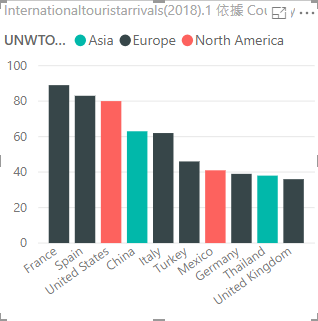 Internationaltouristarrivals(2018).1 依據 Cou y
UNWTO... Asia Europe North America
100
80
60
40
20
0
France
Spain
United States
China
Italy
Turkey
Mexico
Germany
Thailand
United Kingdom